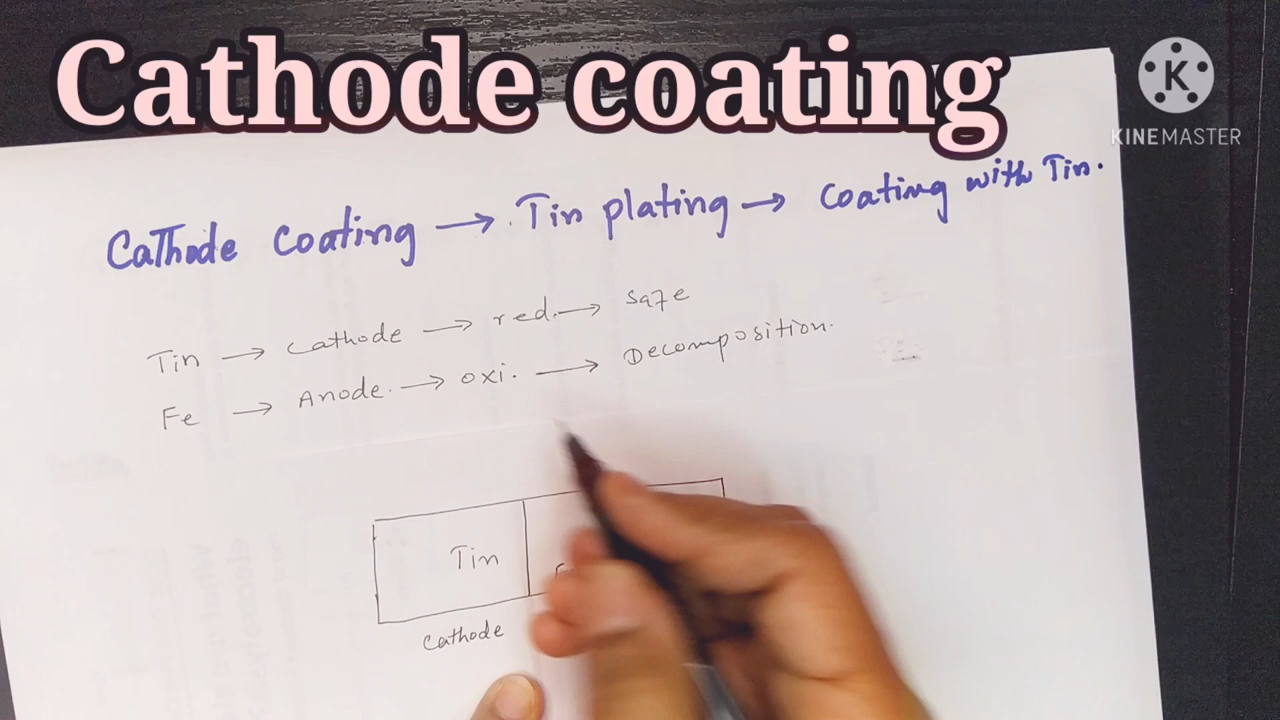 Cathode coating
KINEMASTER
Cathode coating → Tin plating → Coating with Tin.
Tin → cathode → red. → safe
Fe → Anode. → oxi. → Decomposition.
Tin
cathode